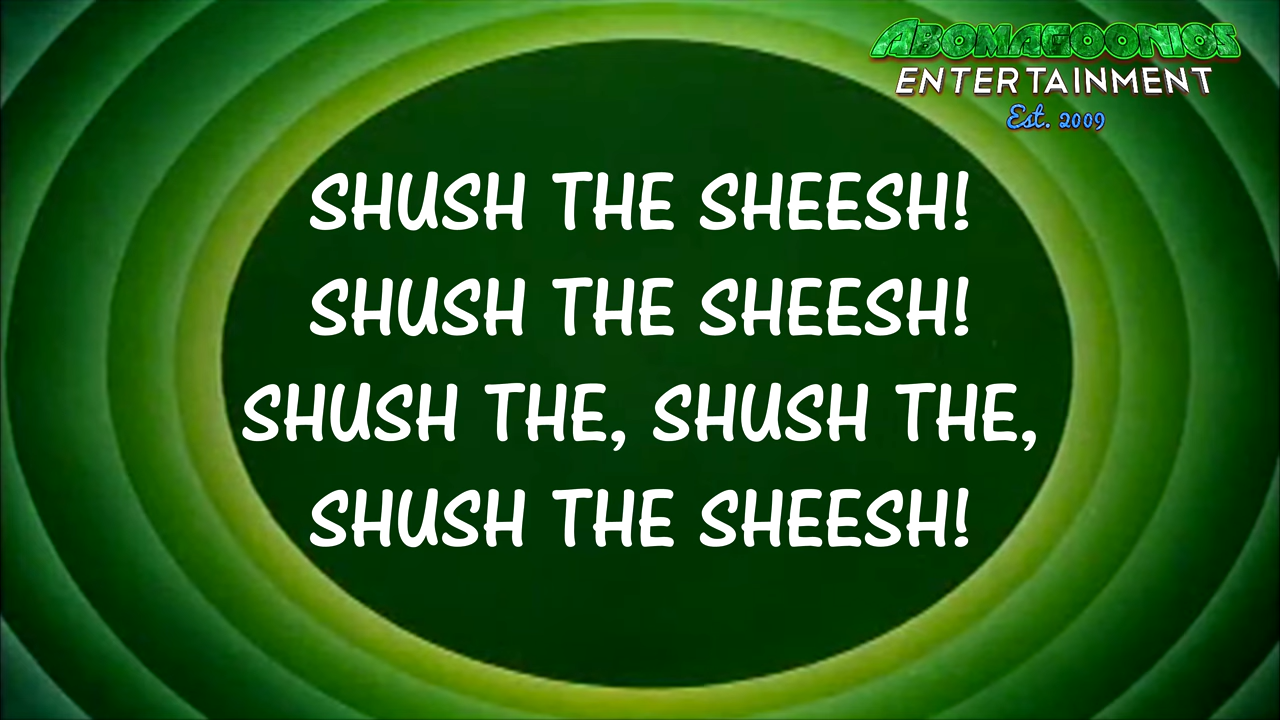 ABOMAGOONIOS
ENTERTAINMENT
Est. 2009
SHUSH THE SHEESH!
SHUSH THE SHEESH!
SHUSH THE, SHUSH THE,
SHUSH THE SHEESH!